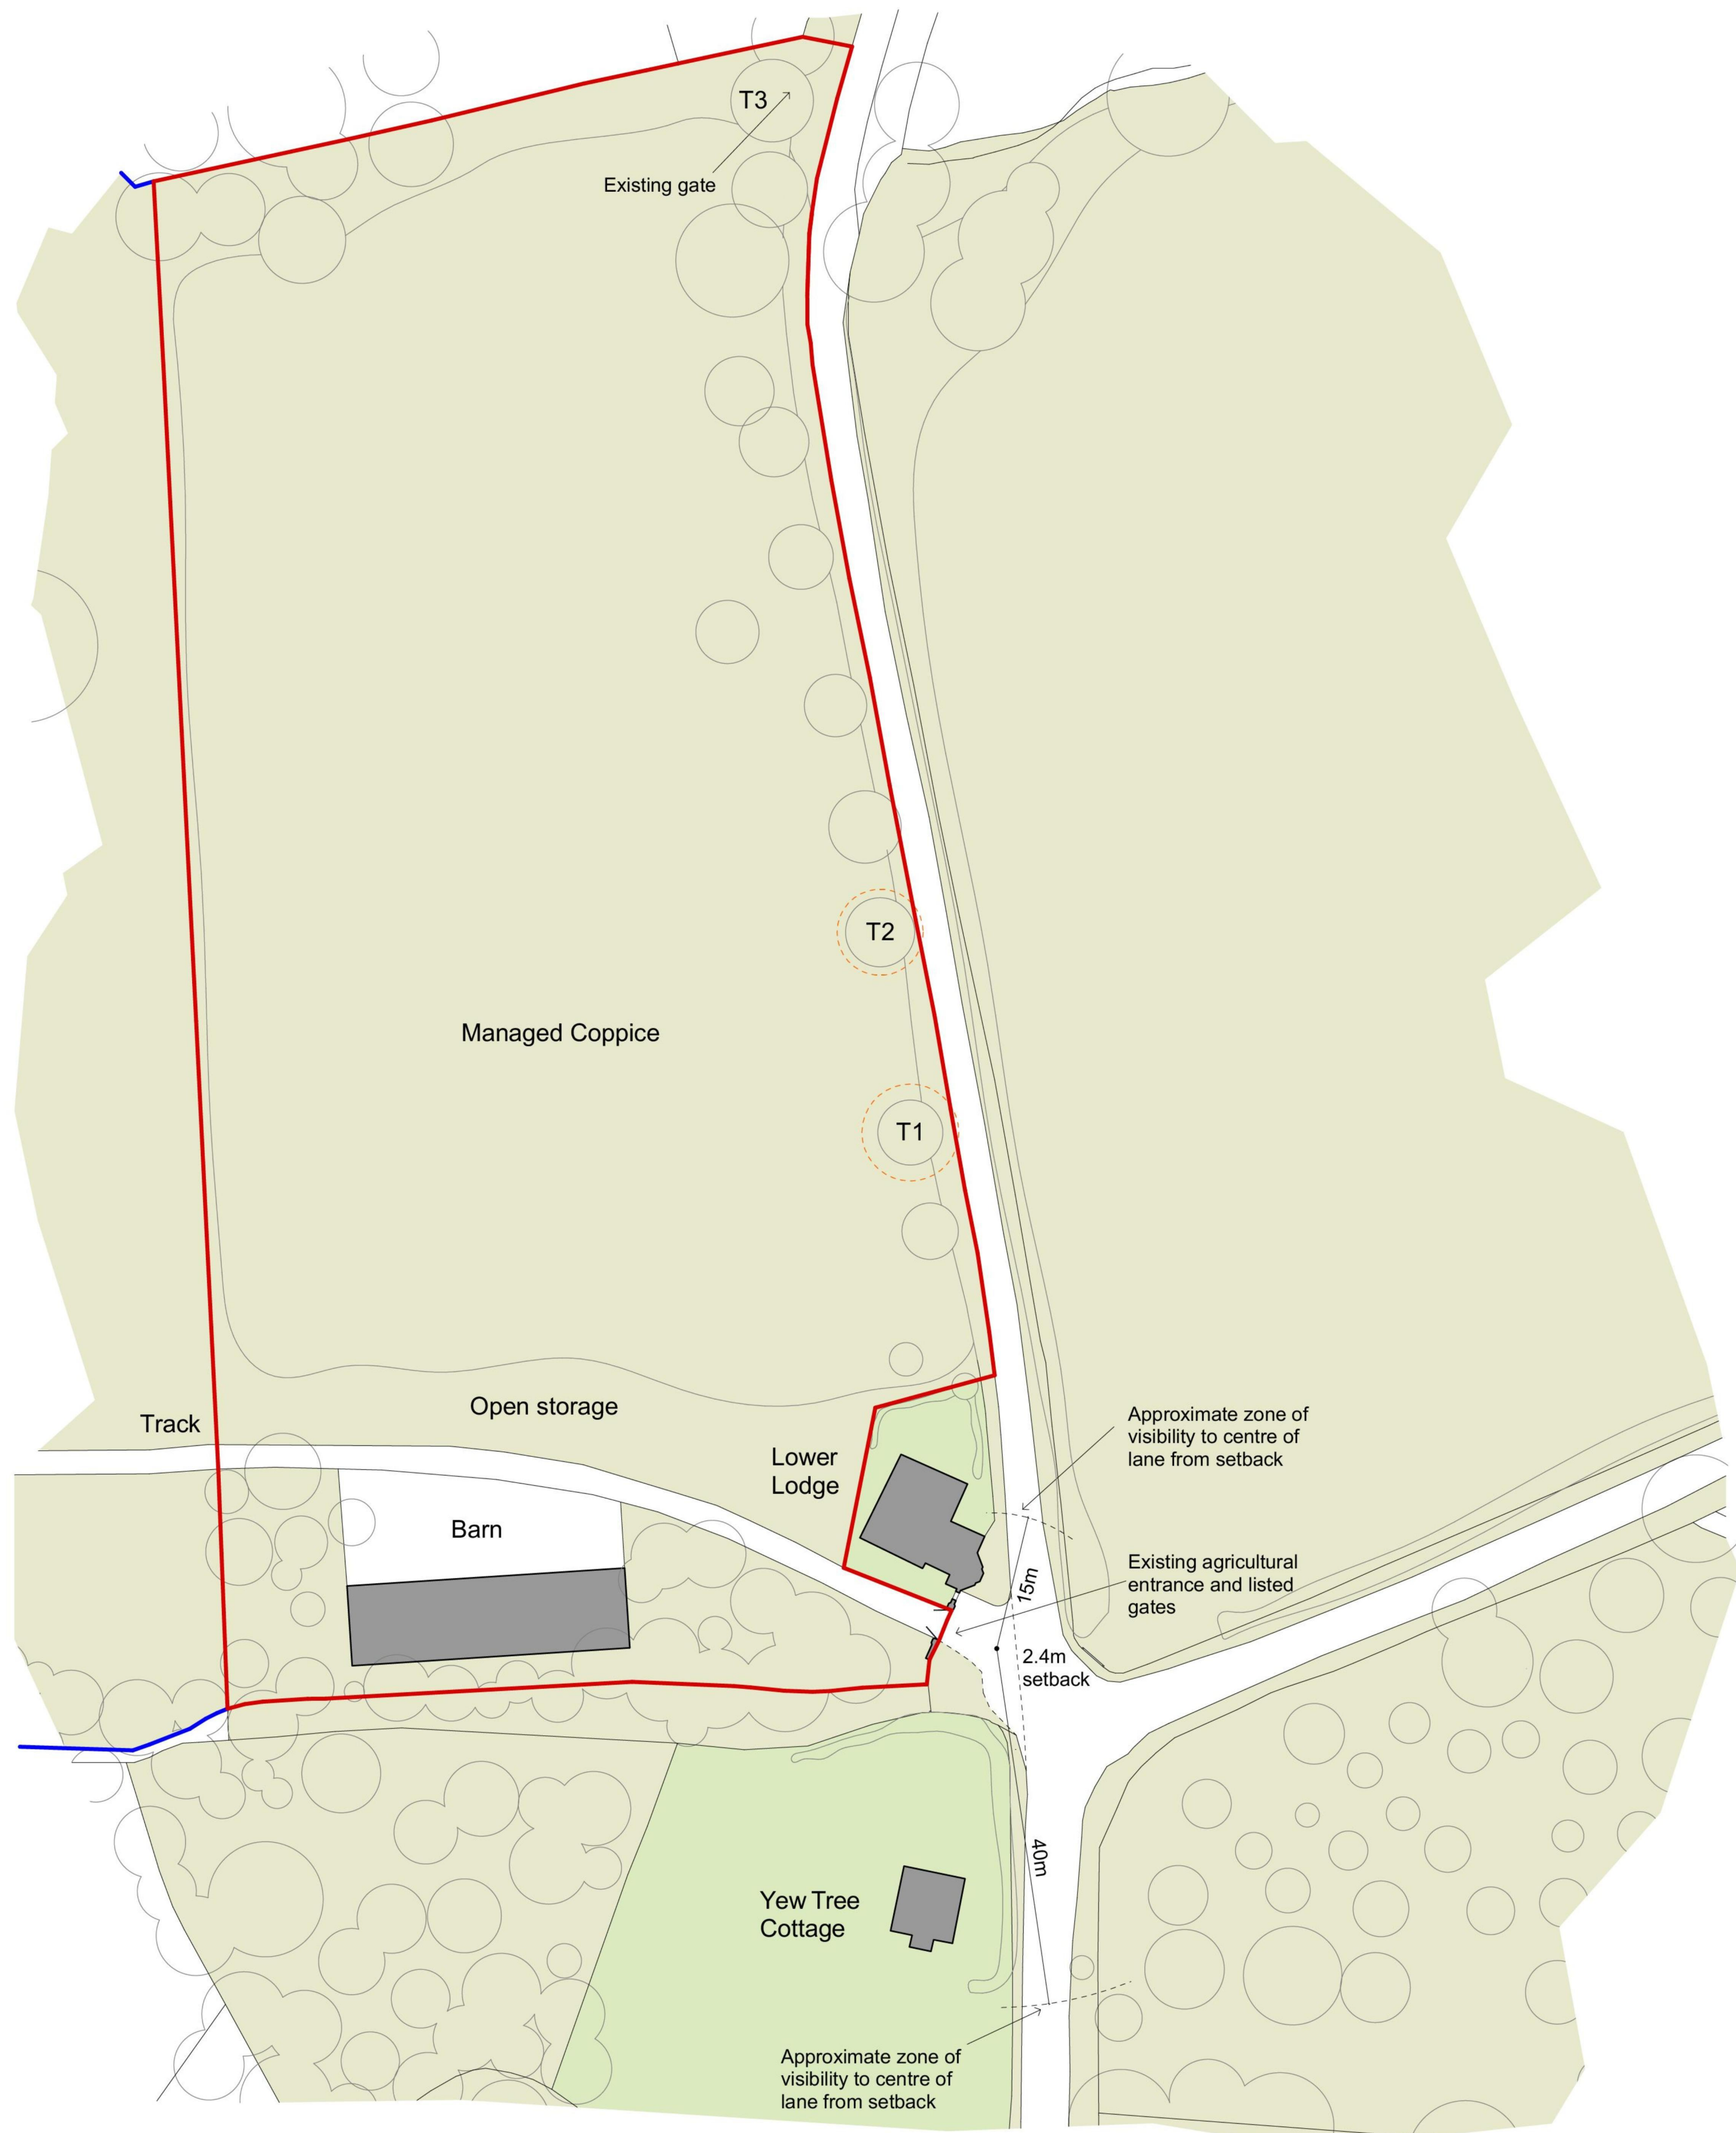 T3
Existing gate
T2
Managed Coppice
T1
Open storage
Track
Approximate zone of
visibility to centre of
lane from setback
Lower
Lodge
Barn
15m
Existing agricultural
entrance and listed
gates
2.4m
setback
40m
Yew Tree
Cottage
Approximate zone of
visibility to centre of
lane from setback